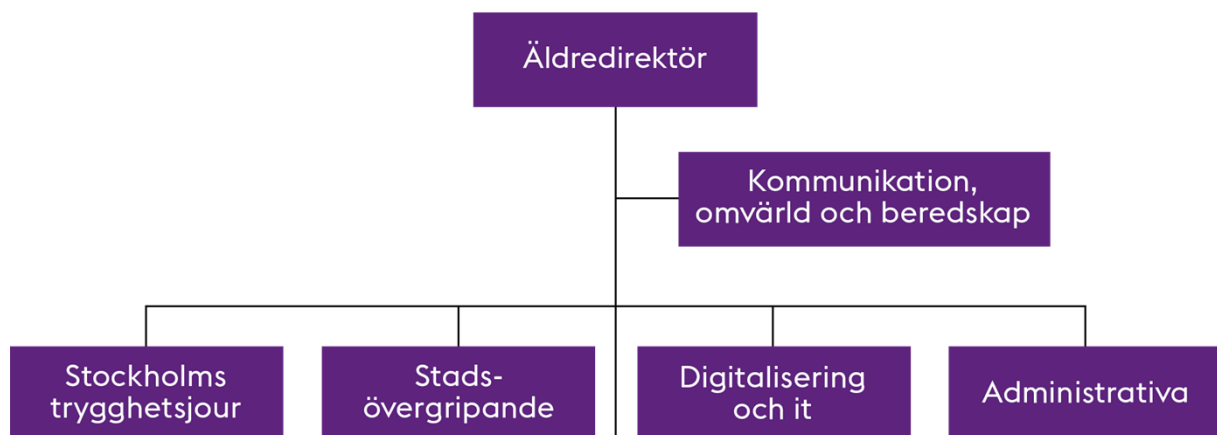 Äldredirektör
Kommunikation,
omvärld och beredskap
Stockholms
trygghetsjour
Stads-
övergripande
Digitalisering
och it
Administrativa